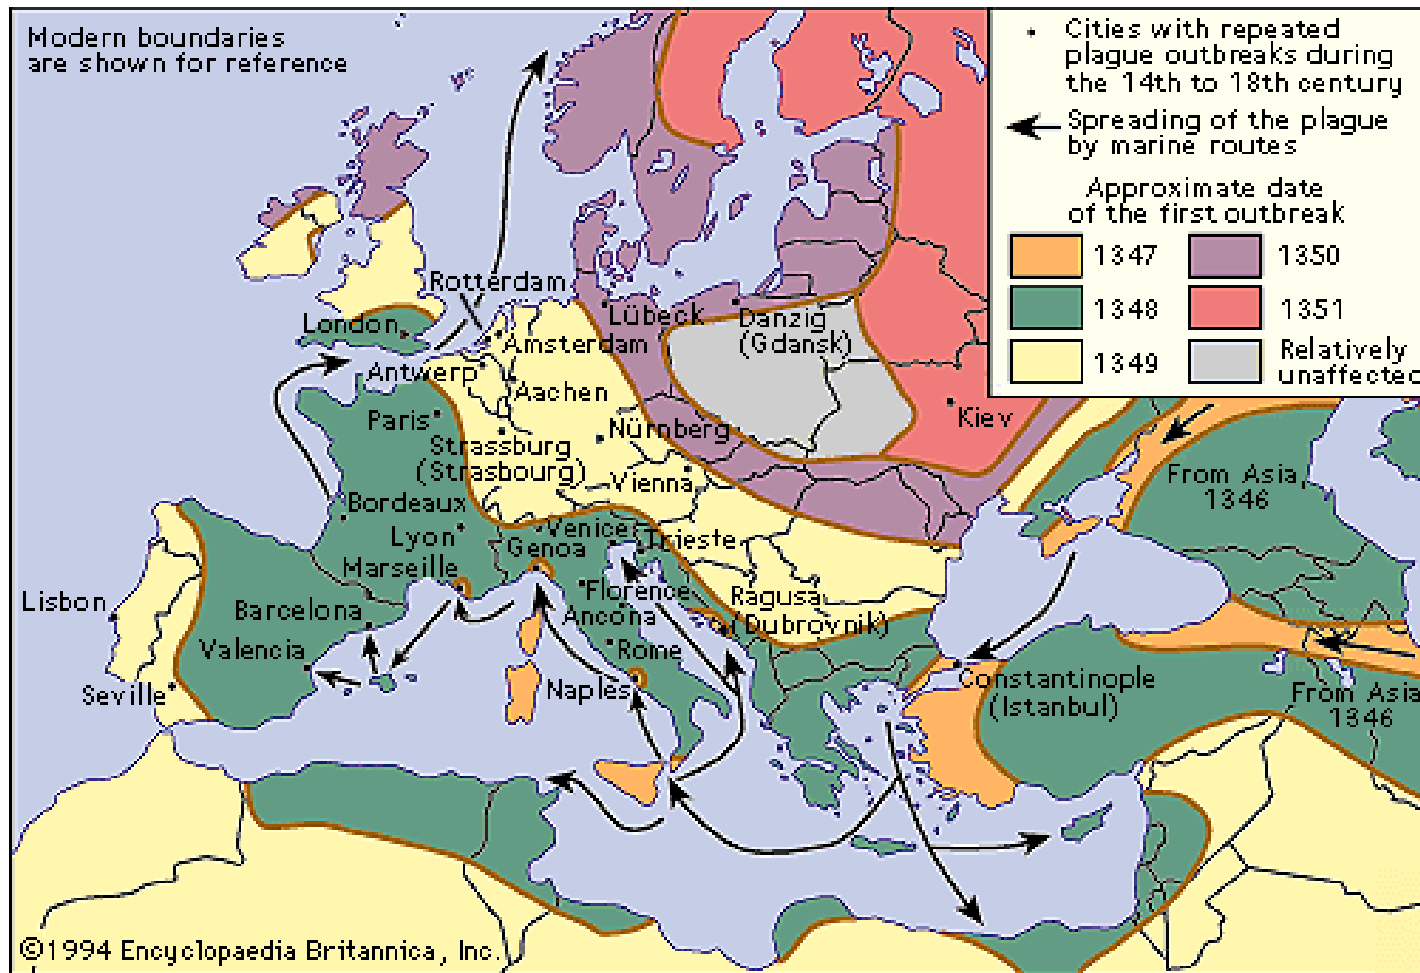 Modern boundaries
are shown for reference
Cities with repeated
plague outbreaks during
the 14th to 18th century
Spreading of the plague
by marine routes
Approximate date
of the first outbreak
1347
1350
1348
1351
1349
Relatively
unaffected
Rotterdam
London
Lübeck
Danzig
(Gdansk)
Amsterdam
Antwerp
Aachen
Paris
Kiev
Nürnberg
Strassburg
(Strasbourg)
Vienna
From Asia,
1346
Bordeaux
Lyon
Venice
Trieste
Genoa
Marseille
Lisbon
Barcelona
Florence
Ancona
Ragusa
(Dubrovnik)
Valencia
Rome
Seville
Naples
Constantinople
(Istanbul)
From Asia
1346
©1994 Encyclopaedia Britannica, Inc.